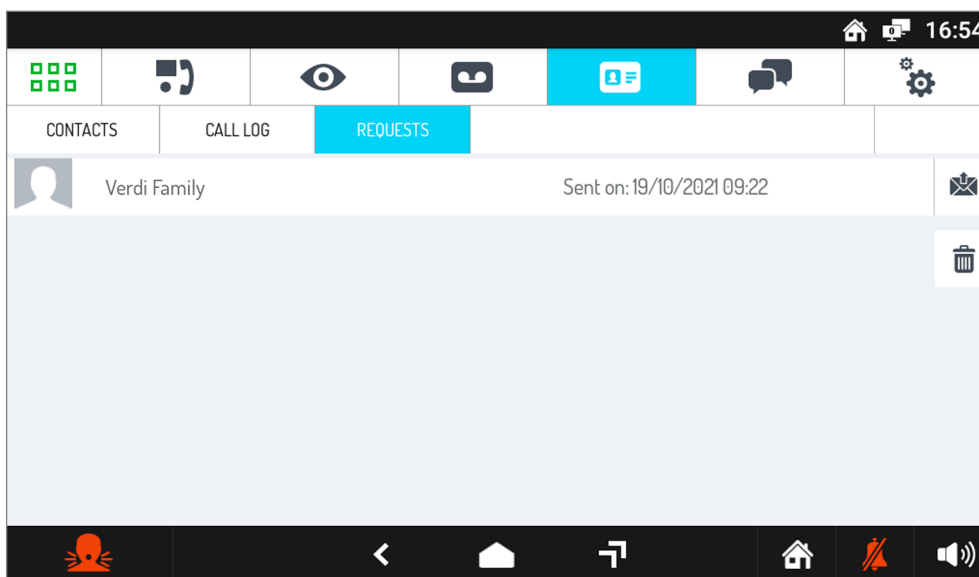 16:54
CONTACTS CALL LOG REQUESTS
Verdi Family Sent on: 19/10/2021 09:22